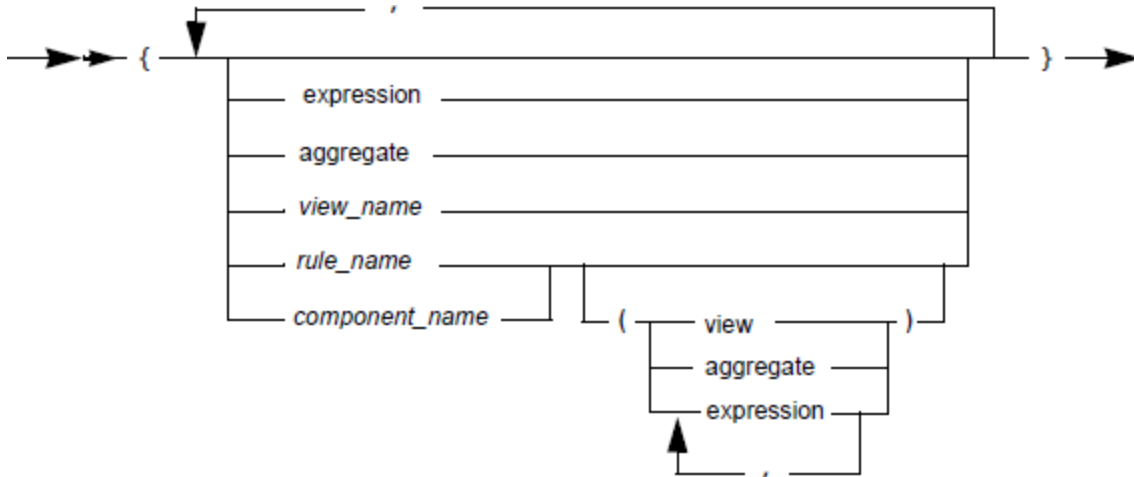 ,
{ }
expression
aggregate
view_name
rule_name
component_name
( view )
aggregate
expression
,